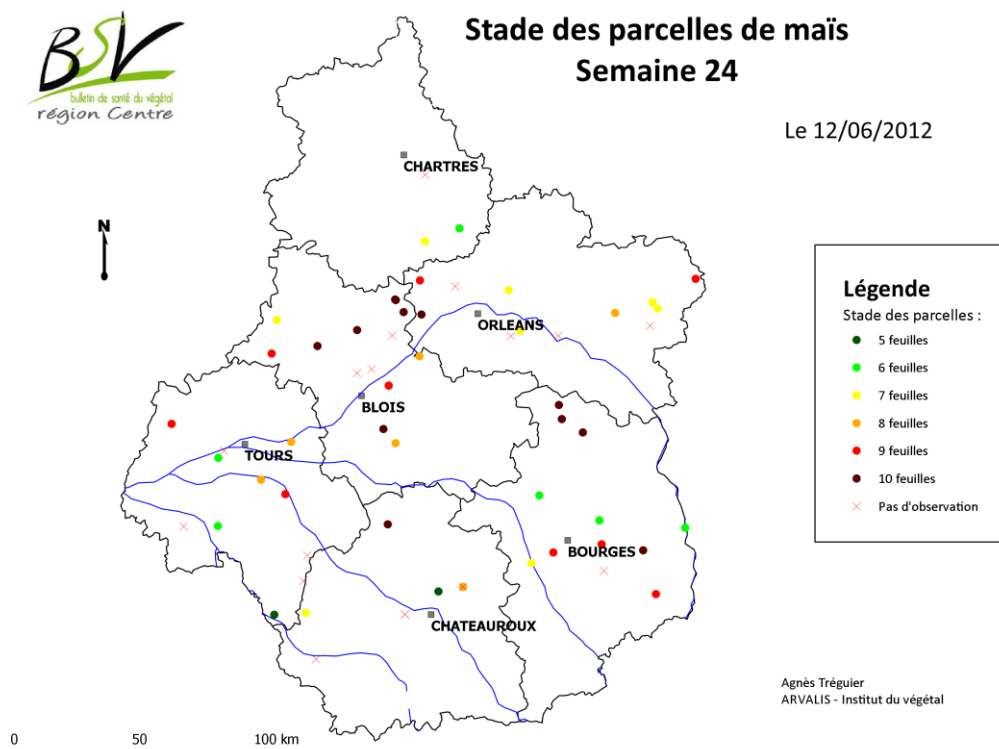 BSV
bulletin de santé du végétal
région Centre
Stade des parcelles de maïs
Semaine 24
Le 12/06/2012
N
CHARTRES
ORLEANS
BLOIS
TOURS
BOURGES
CHATEAUROUX
Légende
Stade des parcelles :
5 feuilles
6 feuilles
7 feuilles
8 feuilles
9 feuilles
10 feuilles
Pas d'observation
Agnès Tréguier
ARVALIS - Institut du végétal
0 50 100 km